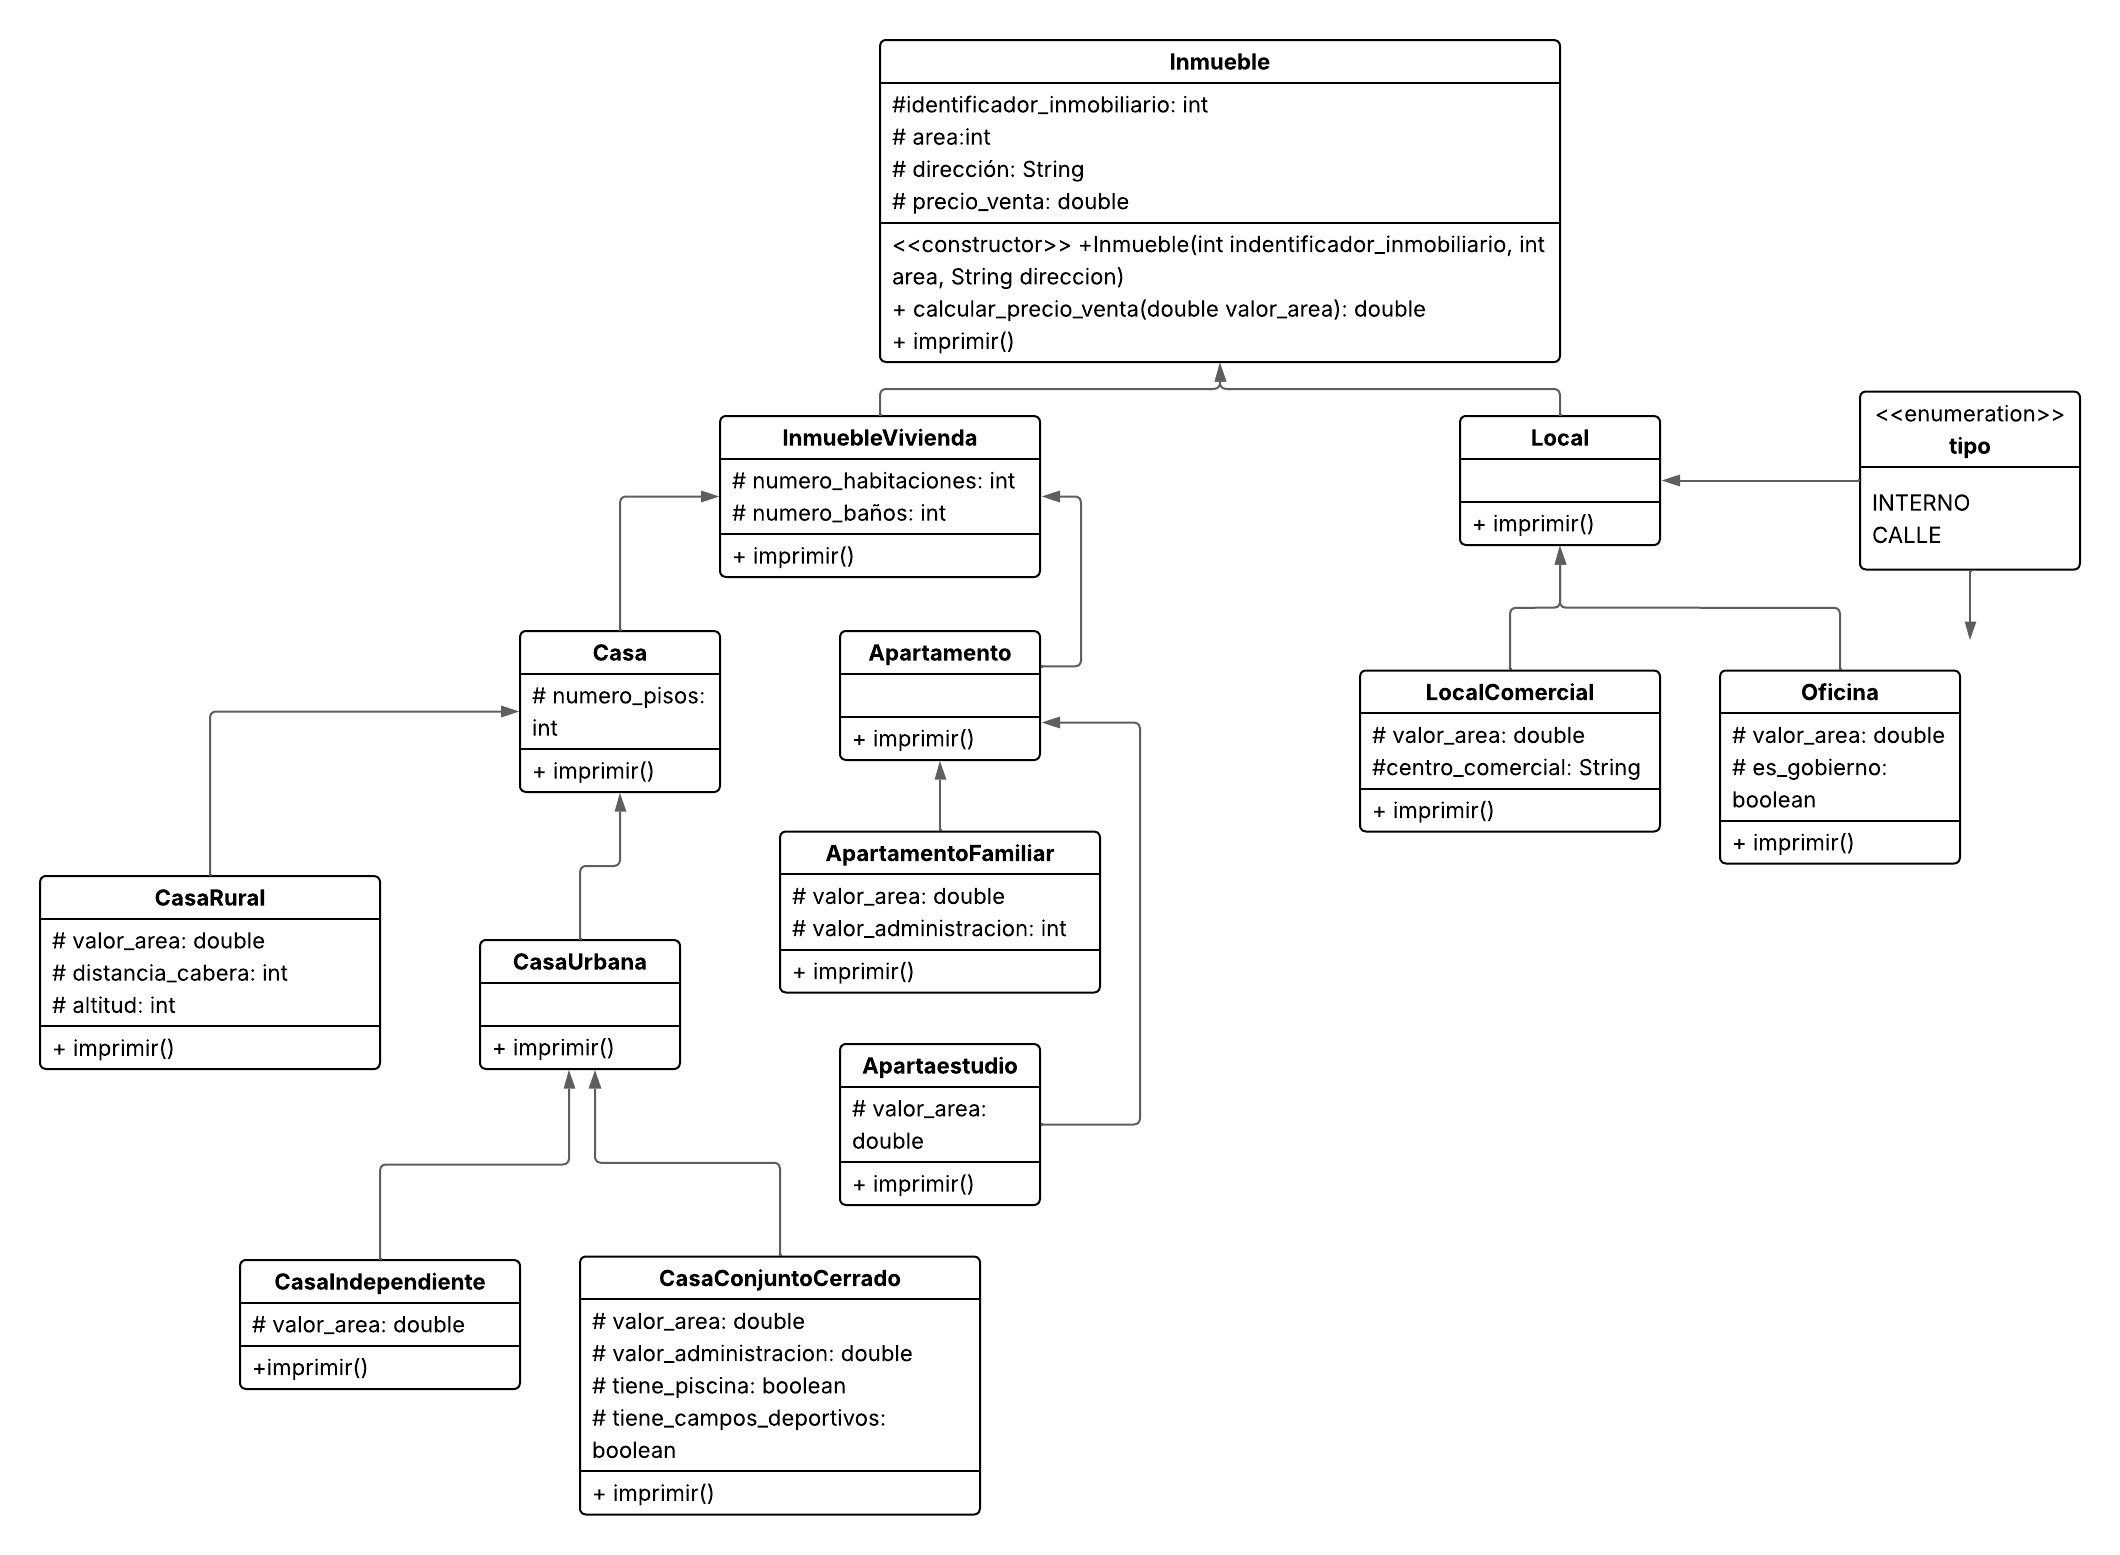 Inmueble
#identificador_inmobiliario: int
# area:int
# dirección: String
# precio_venta: double
<<constructor>> +Inmueble(int indentificador_inmobiliario, int
area, String direccion)
+ calcular_precio_venta(double valor_area): double
+ imprimir()
InmuebleVivienda
# numero_habitaciones: int
# numero_baños: int
+ imprimir()
Local
+ imprimir()
<<enumeration>>
tipo
INTERNO
CALLE
Casa
# numero_pisos:
int
+ imprimir()
Apartamento
+ imprimir()
LocalComercial
# valor_area: double
#centro_comercial: String
+ imprimir()
Oficina
# valor_area: double
# es_gobierno:
boolean
+ imprimir()
ApartamentoFamiliar
# valor_area: double
# valor_administracion: int
+ imprimir()
CasaRural
# valor_area: double
# distancia_cabera: int
# altitud: int
+ imprimir()
CasaUrbana
+ imprimir()
Apartaestudio
# valor_area:
double
+ imprimir()
CasaIndependiente
# valor_area: double
+imprimir()
CasaConjuntoCerrado
# valor_area: double
# valor_administracion: double
# tiene_piscina: boolean
# tiene_campos_deportivos:
boolean
+ imprimir()